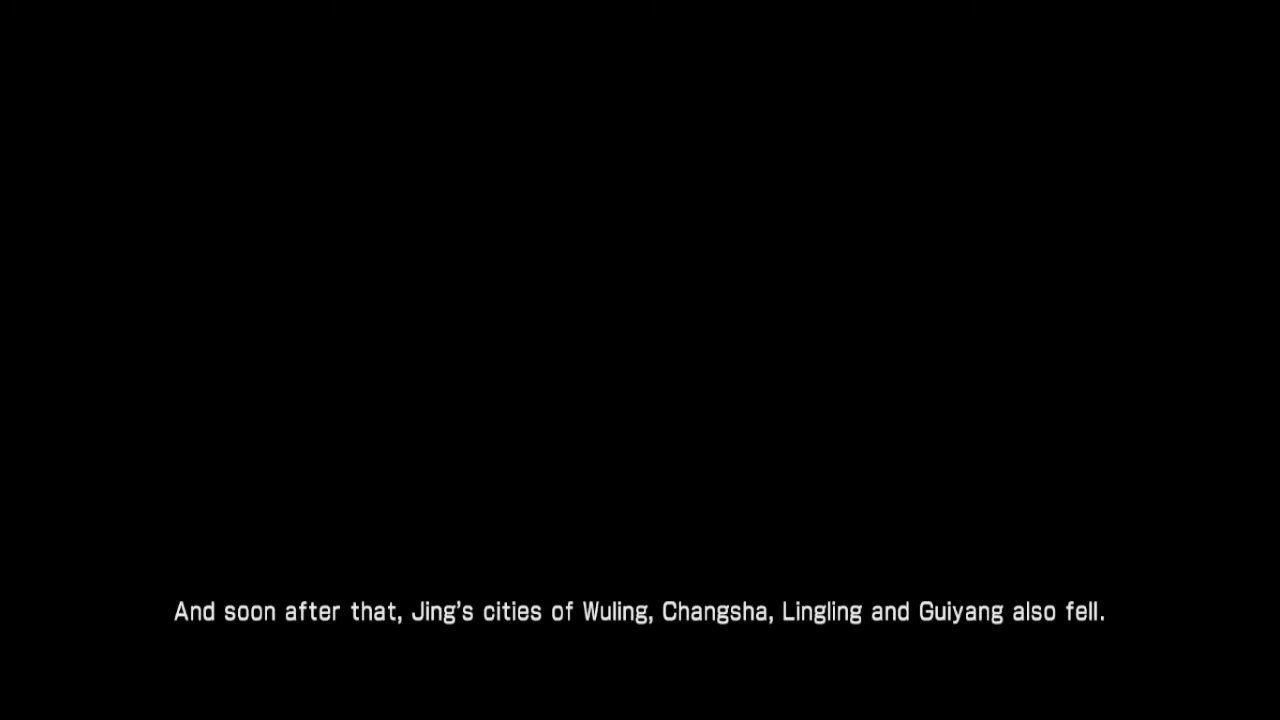 And soon after that, Jing's cities of Wuling, Changsha, Lingling and Guiyang also fell.